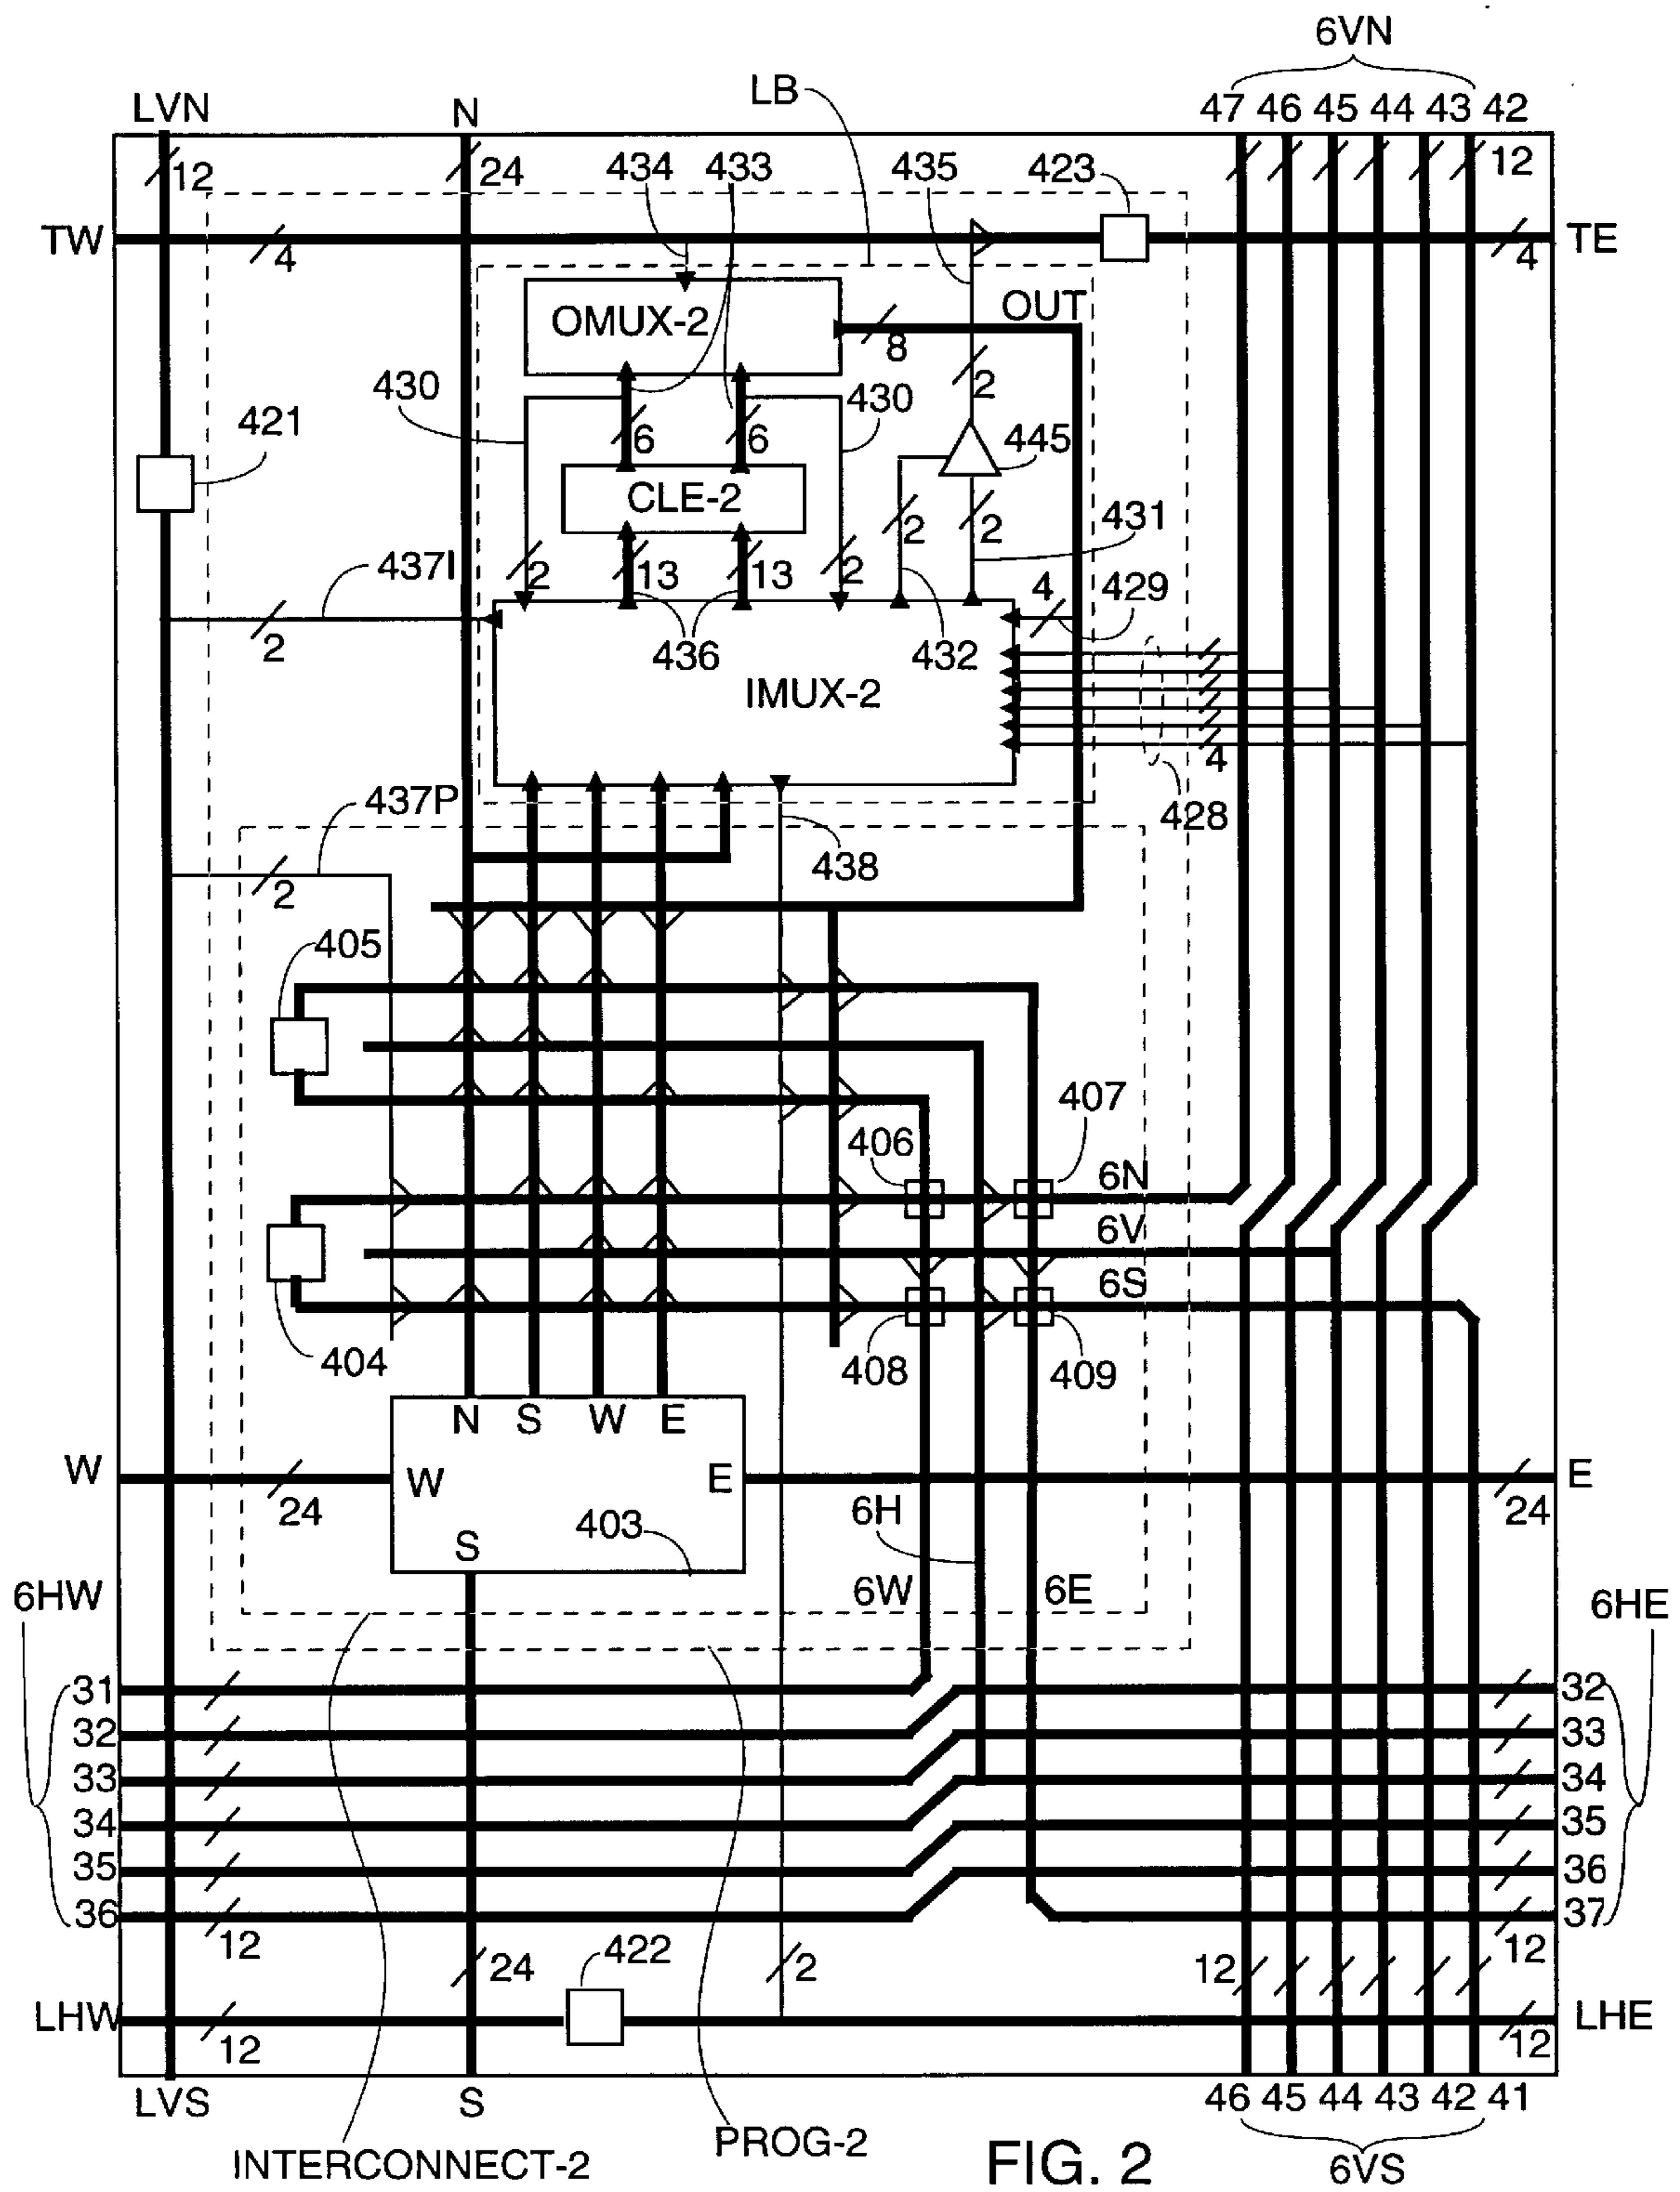 6VN
LB
LVN
N
47 46 45 44 43 42
12
24
434 433
435
423
12
TW
4
TE
4
OMUX-2
OUT
8
430
2
430
421
6
6
445
CLE-2
2
2
431
437I
2
13
13
2
4
429
2
436
432
IMUX-2
4
428
437P
438
2
405
407
406
6N
6V
6S
404
408
409
N S W E
W
W
E
E
24
6H
24
403
S
6HW
6W
6E
6HE
31
32
32
33
33
34
34
35
35
36
36
37
12
12
422
24
2
12
LHW
LHE
12
12
LVS
S
46 45 44 43 42 41
PROG-2
INTERCONNECT-2
FIG. 2
6VS